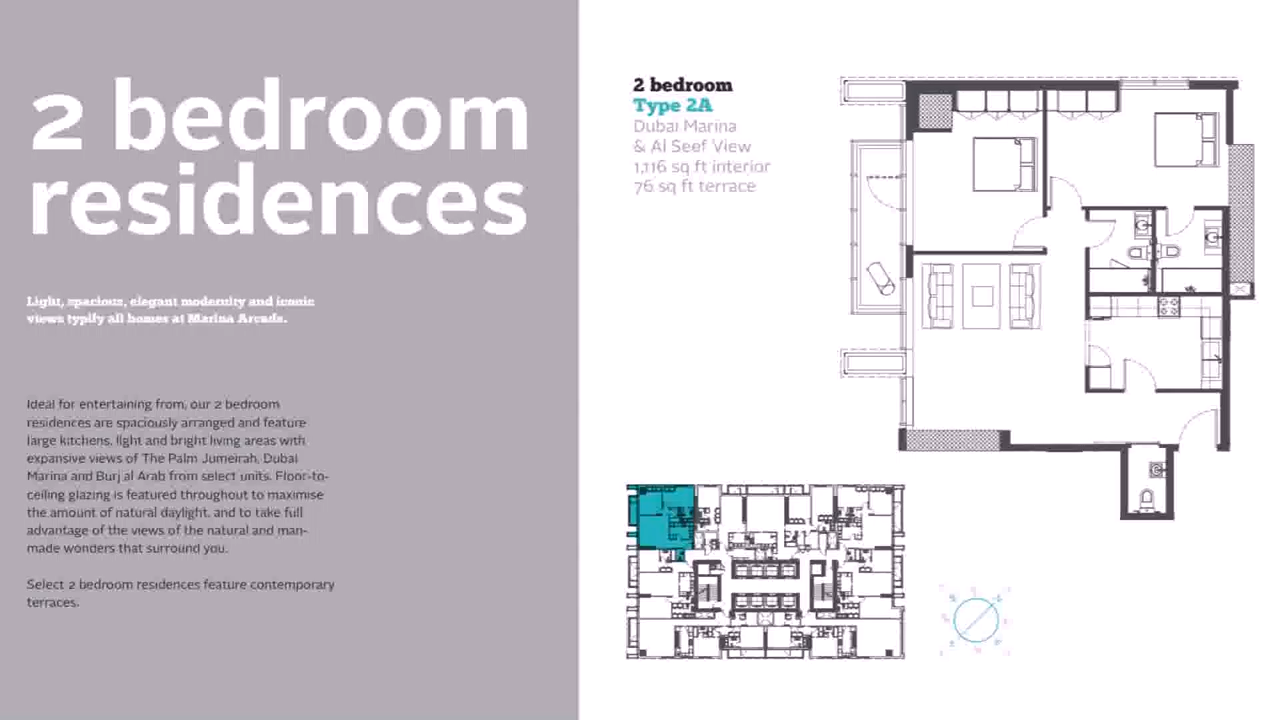 2 bedroom
residences
Light, spacious, elegant modernity and iconic
views typify all homes at Marina Arcade.
Ideal for entertaining from, our 2 bedroom
residences are spaciously arranged and feature
large kitchens, light and bright living areas with
expansive views of The Palm Jumeirah, Dubai
Marina and Burj al Arab from select units. Floor-to-
ceiling glazing is featured throughout to maximise
the amount of natural daylight, and to take full
advantage of the views of the natural and man-
made wonders that surround you.
Select 2 bedroom residences feature contemporary
terraces.
2 bedroom
Type 2A
Dubai Marina
& Al Seef View
1,116 sq ft interior
76 sq ft terrace